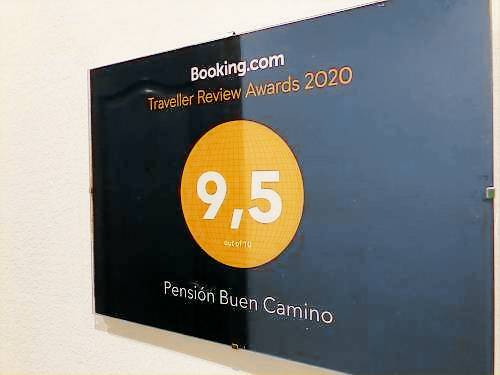 Booking.com
Traveller Review Awards 2020
9,5
out of 10
Pensión Buen Camino